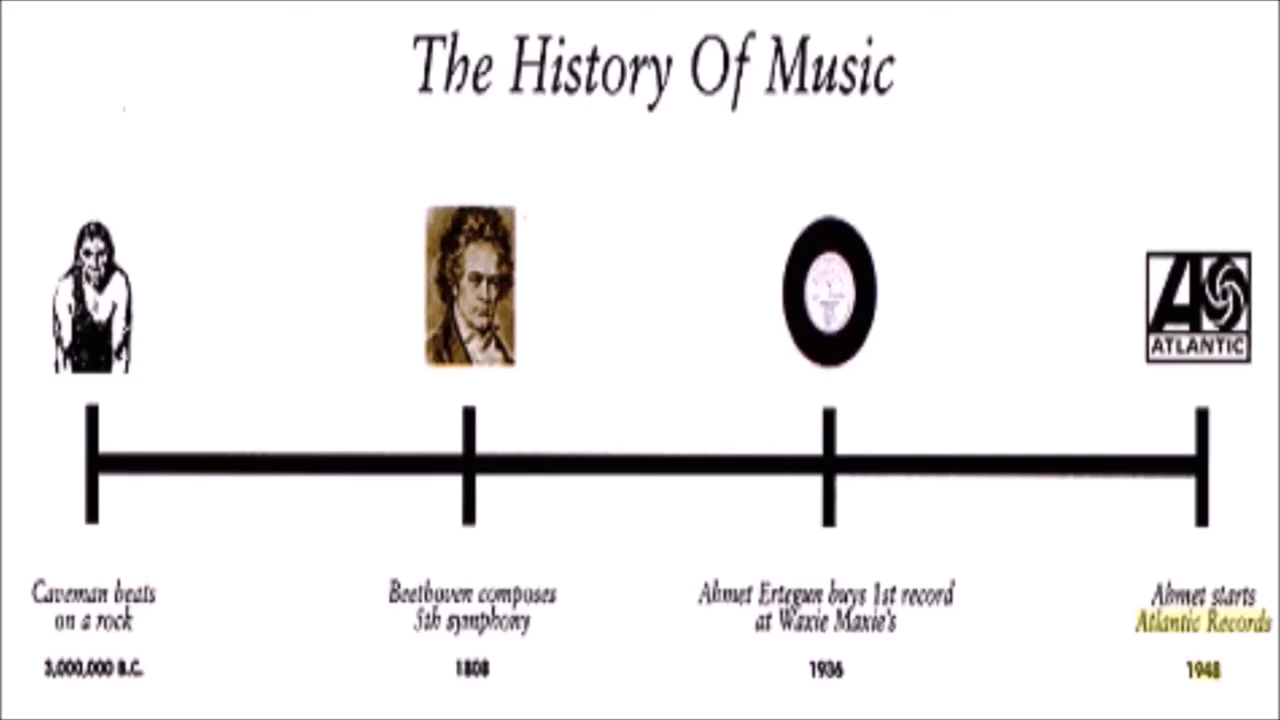 The History Of Music
ATLANTIC
Caveman beats
on a rock
3,000,000 B.C.
Beethoven composes
5th symphony
1808
Ahmet Ertegun buys 1st record
at Waxie Maxie's
1936
Ahmet starts
Atlantic Records
1948